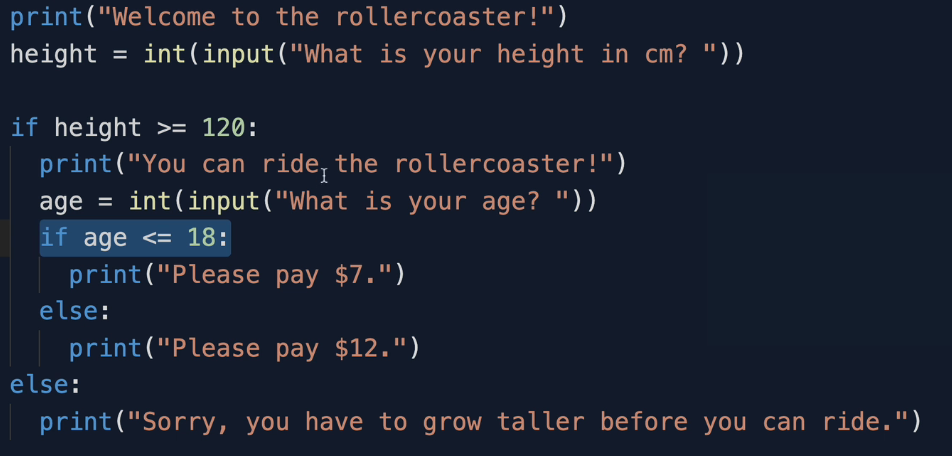 print("Welcome to the rollercoaster!")
height = int(input("What is your height in cm? "))

if height >= 120:
  print("You can ride the rollercoaster!")
  age = int(input("What is your age? "))
  if age <= 18:
    print("Please pay $7.")
  else:
    print("Please pay $12.")
else:
  print("Sorry, you have to grow taller before you can ride.")